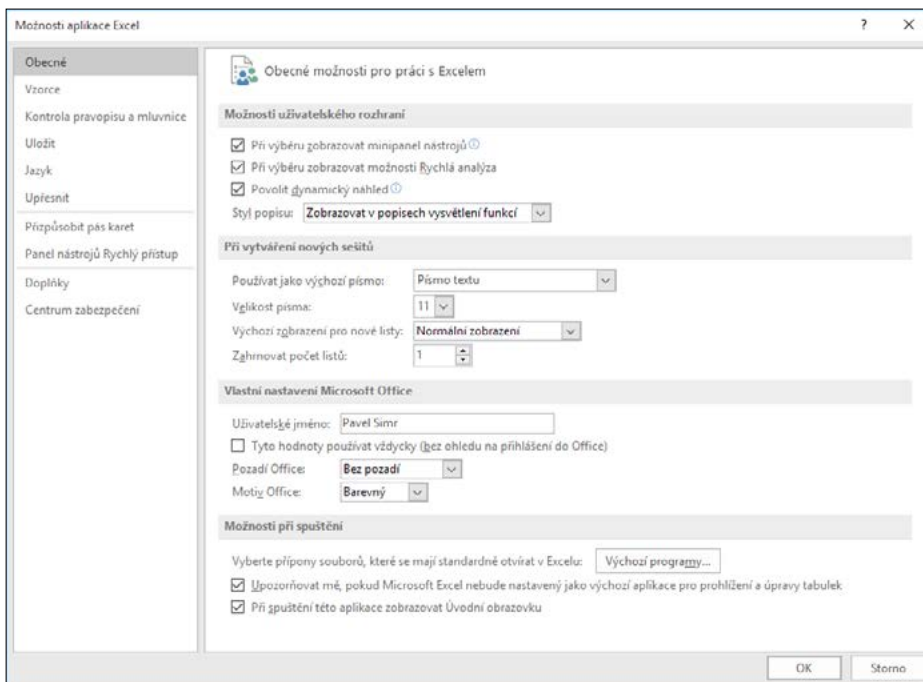 Možnosti aplikace Excel ? ×
Obecné
Vzorce
Kontrola pravopisu a mluvnice
Uložit
Jazyk
Upřesnit
Přizpůsobit pás karet
Panel nástrojů Rychlý přístup
Doplňky
Centrum zabezpečení
Obecné možnosti pro práci s Excelem
Možnosti uživatelského rozhraní
Při výběru zobrazovat minipanel nástrojů
Při výběru zobrazovat možnosti Rychlá analýza
Povolit dynamický náhled
Styl popisu: Zobrazovat v popisech vysvětlení funkcí
Při vytváření nových sešitů
Používat jako výchozí písmo: Písmo textu
Velikost písma: 11
Výchozí zobrazení pro nové listy: Normální zobrazení
Zahrnovat počet listů: 1
Vlastní nastavení Microsoft Office
Uživatelské jméno: Pavel Simr
Tyto hodnoty používat vždycky (bez ohledu na přihlášení do Office)
Pozadí Office: Bez pozadí
Motiv Office: Barevný
Možnosti při spuštění
Vyberte přípony souborů, které se mají standardně otvírat v Excelu: Výchozí programy...
Upozorňovat mě, pokud Microsoft Excel nebude nastavený jako výchozí aplikace pro prohlížení a úpravy tabulek
Při spuštění této aplikace zobrazovat Úvodní obrazovku
OK Storno